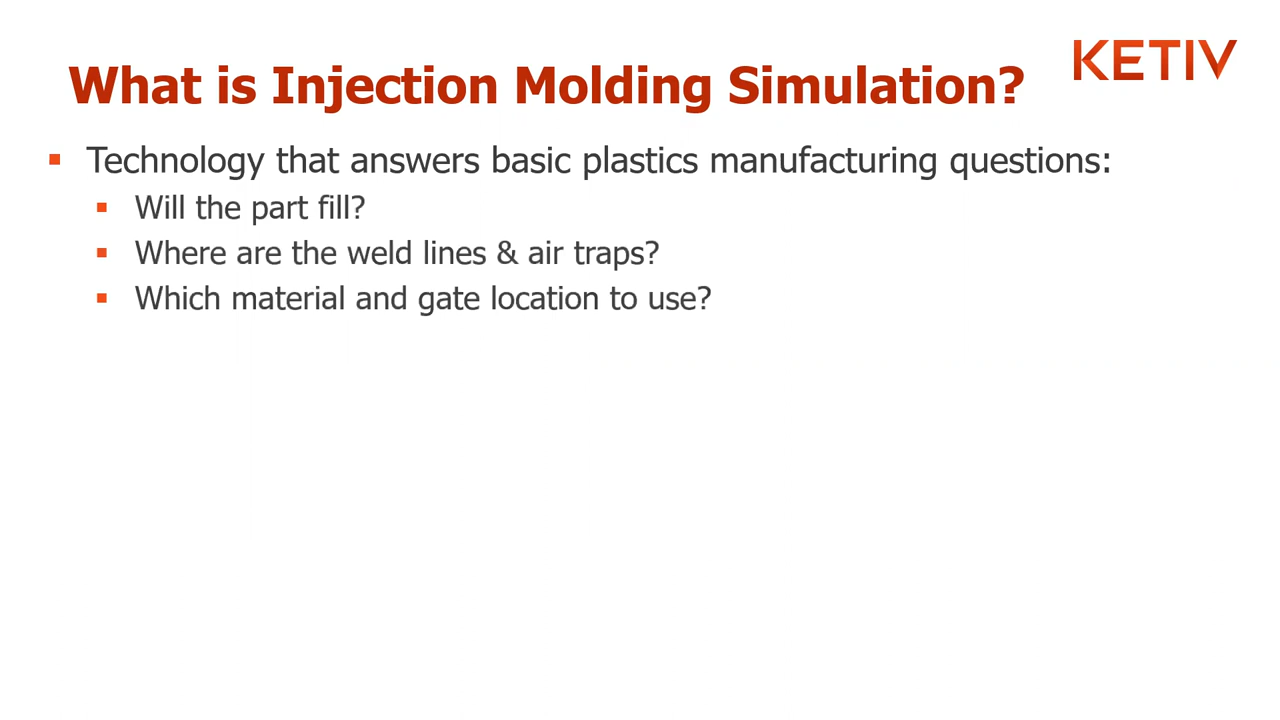 KETIV
What is Injection Molding Simulation?
Technology that answers basic plastics manufacturing questions:
Will the part fill?
Where are the weld lines & air traps?
Which material and gate location to use?